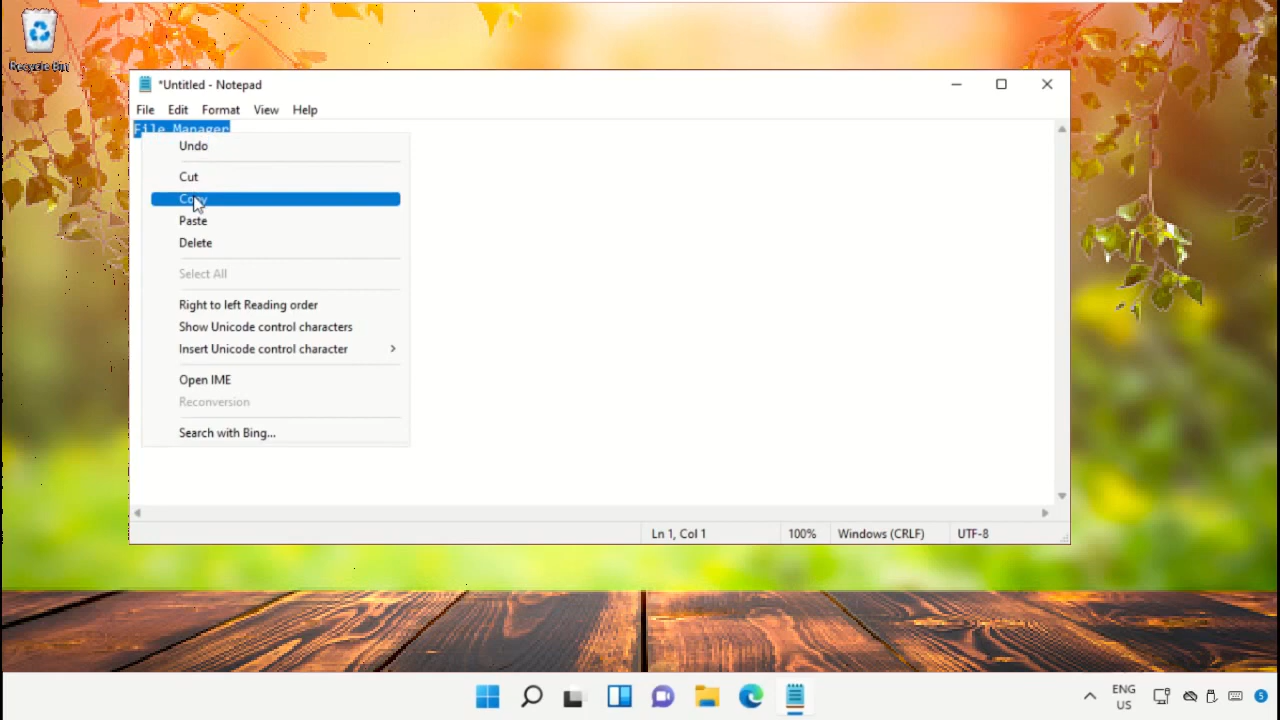 Recycle Bin
*Untitled - Notepad
File Edit Format View Help
File Manager
Undo
Cut
Copy
Paste
Delete
Select All
Right to left Reading order
Show Unicode control characters
Insert Unicode control character
Open IME
Reconversion
Search with Bing...
Ln 1, Col 1 100% Windows (CRLF) UTF-8
ENG
US
5